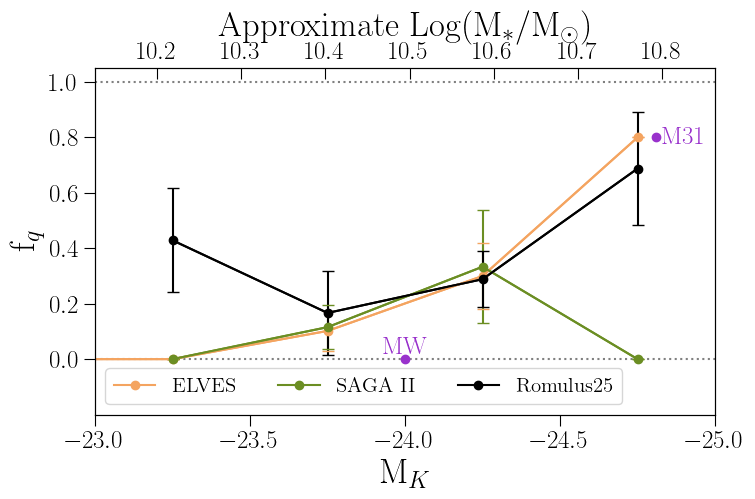 Approximate Log(M*/M☉)
10.2 10.3 10.4 10.5 10.6 10.7 10.8
1.0
0.8
0.6
0.4
0.2
0.0
f_q
M31
MW
ELVES SAGA II Romulus25
−23.0 −23.5 −24.0 −24.5 −25.0
M_K